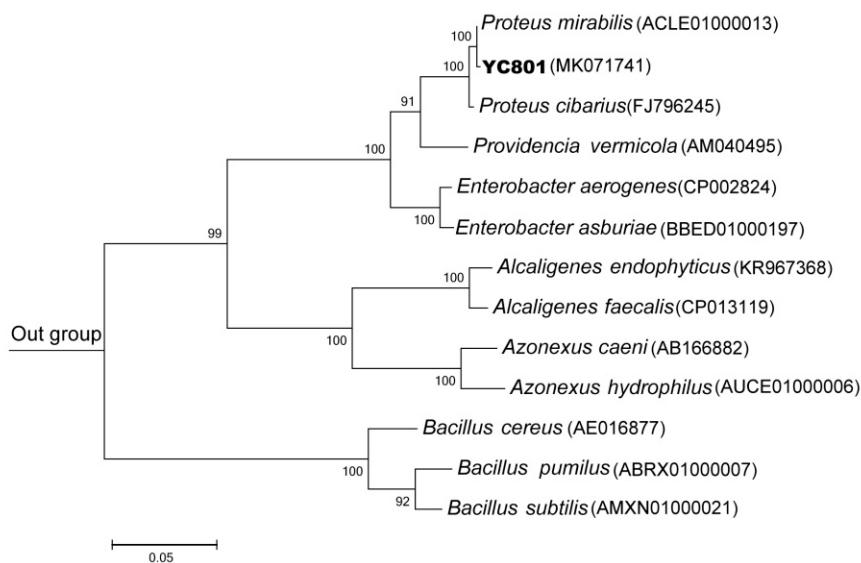 Proteus mirabilis (ACLE01000013)
100
YC801 (MK071741)
100
Proteus cibarius (FJ796245)
91
Providencia vermicola (AM040495)
100
Enterobacter aerogenes (CP002824)
100
Enterobacter asburiae (BBED01000197)
99
Alcaligenes endophyticus (KR967368)
100
Alcaligenes faecalis (CP013119)
Out group
100
Azonexus caeni (AB166882)
100
Azonexus hydrophilus (AUCE01000006)
Bacillus cereus (AE016877)
100
Bacillus pumilus (ABRX01000007)
92
Bacillus subtilis (AMXN01000021)
0.05